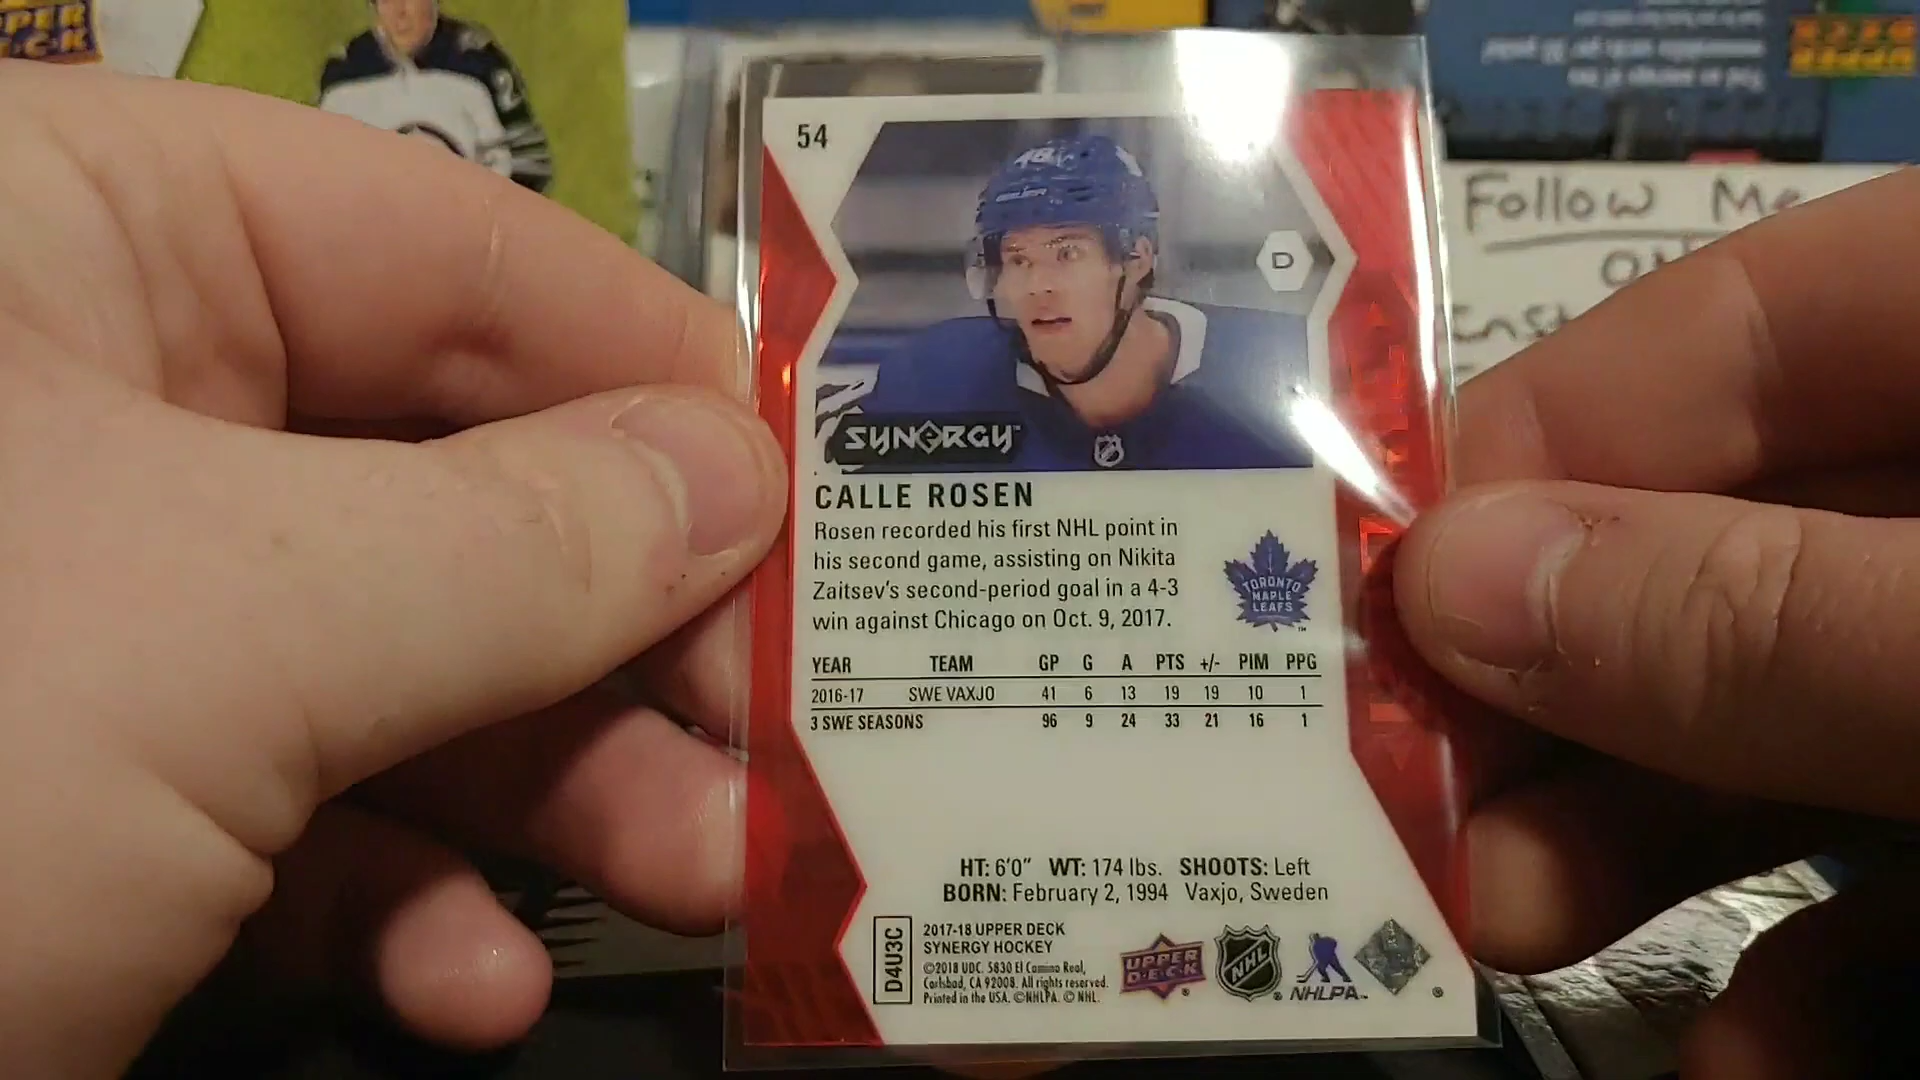 54
48
BAUER
D
SYNERGY™
CALLE ROSEN
Rosen recorded his first NHL point in
his second game, assisting on Nikita
Zaitsev's second-period goal in a 4-3
win against Chicago on Oct. 9, 2017.
TORONTO
MAPLE
LEAFS
YEAR TEAM GP G A PTS +/- PIM PPG
2016-17 SWE VAXJO 41 6 13 19 19 10 1
3 SWE SEASONS 96 9 24 33 21 16 1
HT: 6'0" WT: 174 lbs. SHOOTS: Left
BORN: February 2, 1994 Vaxjo, Sweden
D4U3C
2017-18 UPPER DECK
SYNERGY HOCKEY
©2018 UDC. 5830 El Camino Real,
Carlsbad, CA 92008. All rights reserved.
Printed in the USA. ©NHLPA. © NHL.
UPPER
D·E·C·K
NHL
NHLPA™
Follow Me
UPPER
DECK